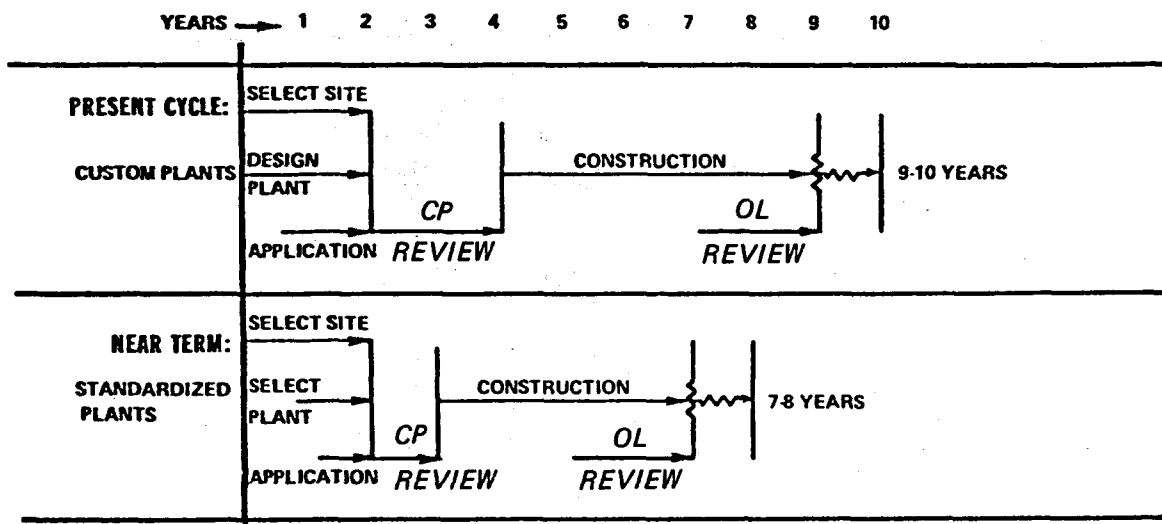 YEARS 1 2 3 4 5 6 7 8 9 10
PRESENT CYCLE:
SELECT SITE
CUSTOM PLANTS
DESIGN
PLANT
CONSTRUCTION
9-10 YEARS
APPLICATION
CP
REVIEW
OL
REVIEW
NEAR TERM:
SELECT SITE
STANDARDIZED
PLANTS
SELECT
PLANT
CONSTRUCTION
7-8 YEARS
APPLICATION
CP
REVIEW
OL
REVIEW